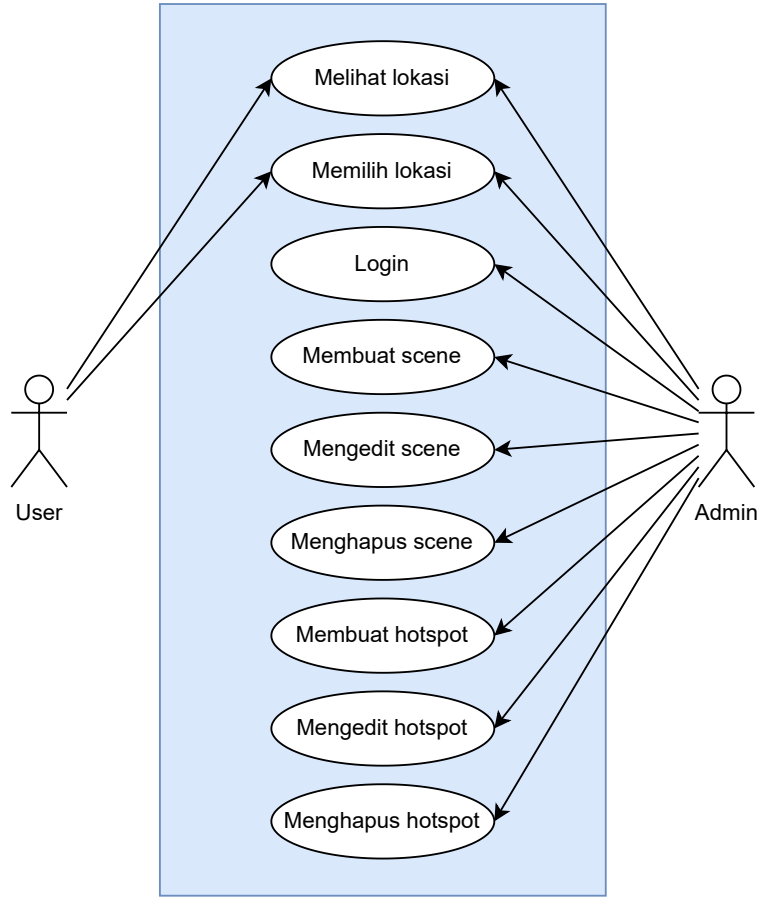 Melihat lokasi
Memilih lokasi
Login
Membuat scene
Mengedit scene
Menghapus scene
Membuat hotspot
Mengedit hotspot
Menghapus hotspot
User
Admin